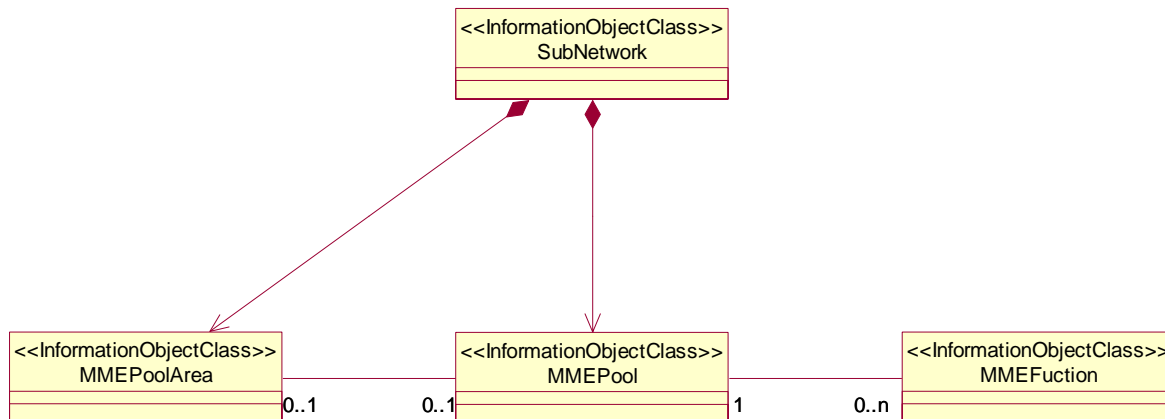 <<InformationObjectClass>>
SubNetwork
<<InformationObjectClass>>
MMEPoolArea
<<InformationObjectClass>>
MMEPool
<<InformationObjectClass>>
MMEFuction
0..1
0..1
1
0..n